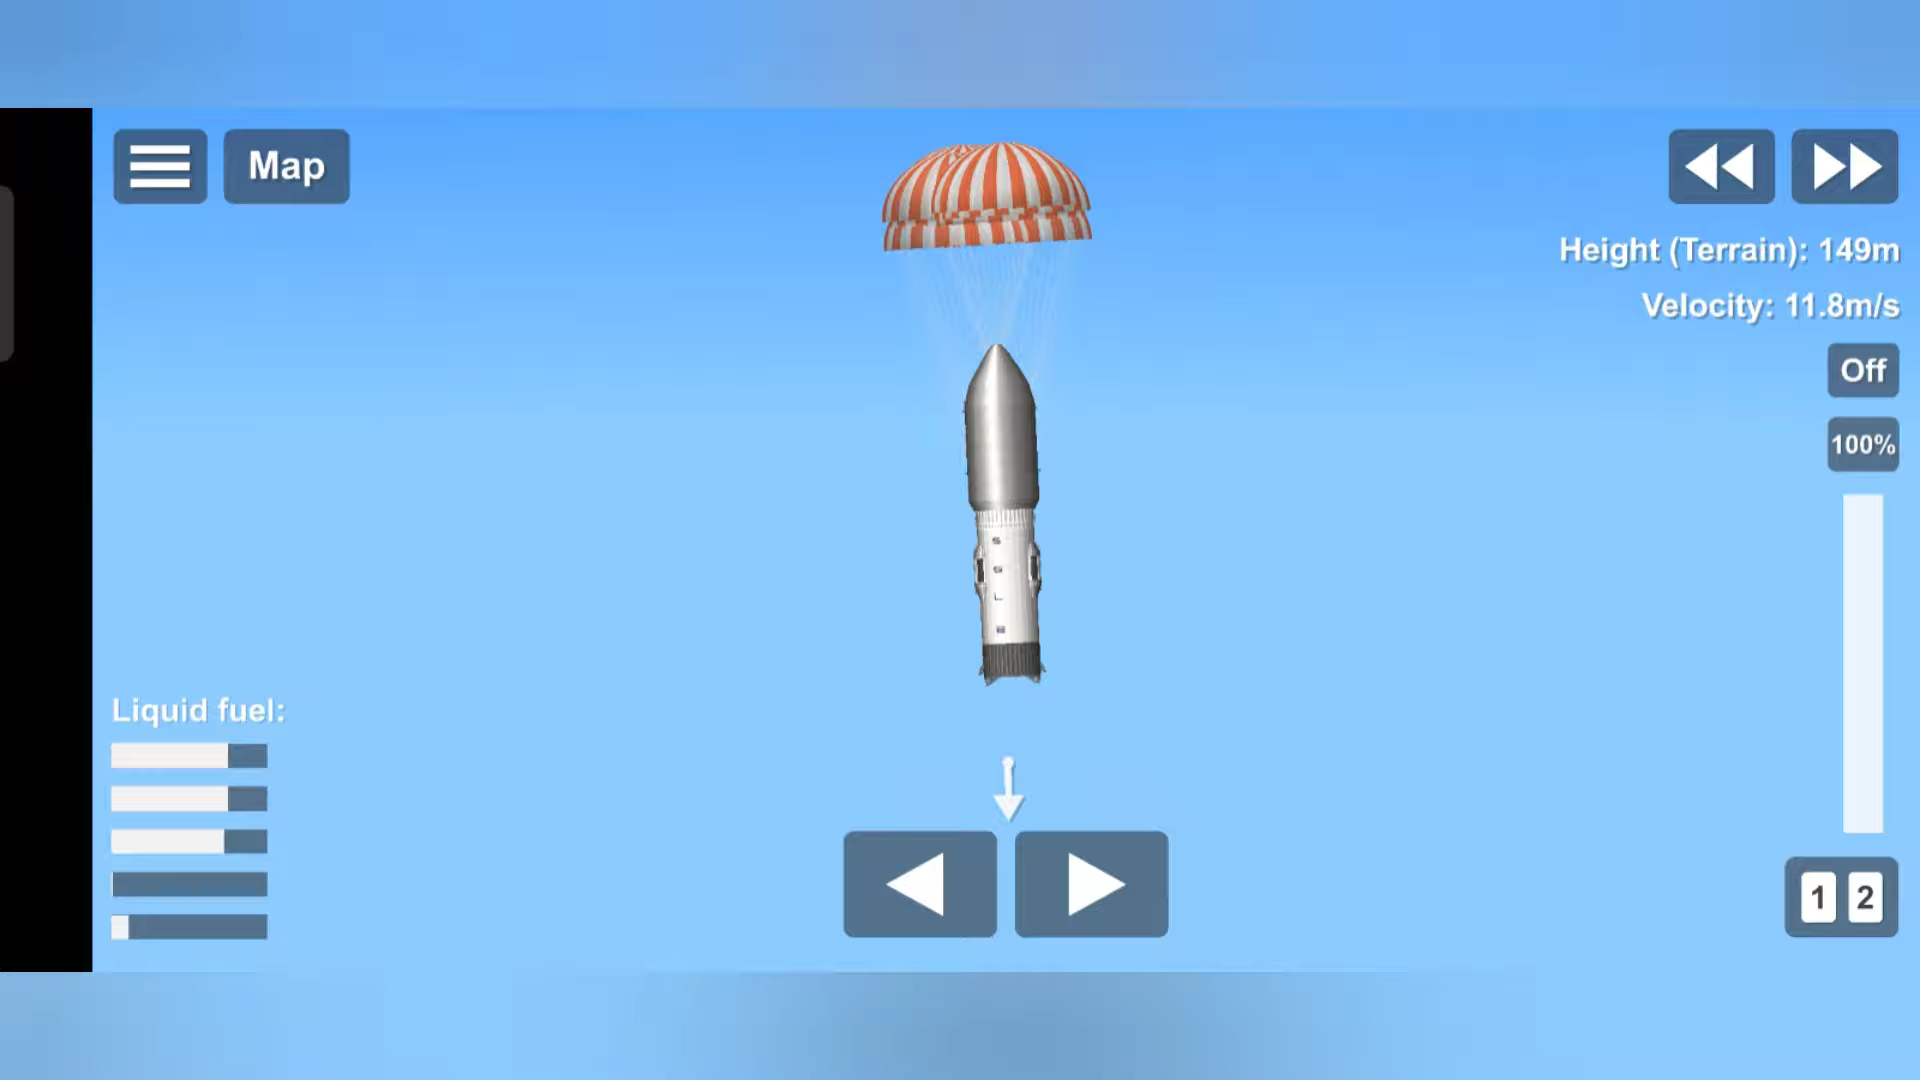 Map
Height (Terrain): 149m
Velocity: 11.8m/s
Off
100%
S
S
L
Liquid fuel:
1 2